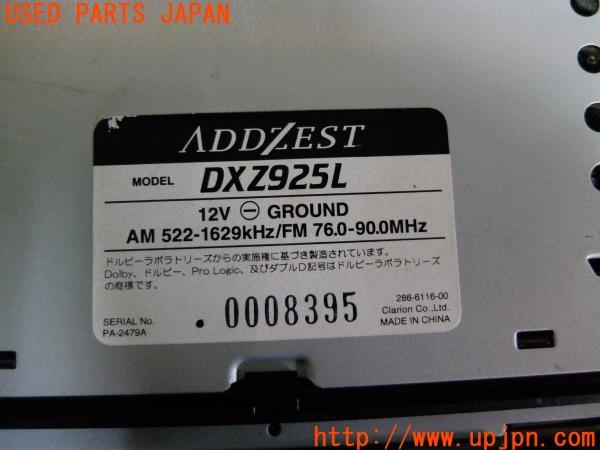 USED PARTS JAPAN
ADDZEST
MODEL DXZ925L
12V ⊖ GROUND
AM 522-1629kHz/FM 76.0-90.0MHz
ドルビーラボラトリーズからの実施権に基づき製造されています。
Dolby、ドルビー、Pro Logic、及びダブルD記号はドルビーラボラトリーズ
の商標です。
SERIAL No.
PA-2479A
.0008395
286-6116-00
Clarion Co.,Ltd.
MADE IN CHINA
http://www.upjpn.com/